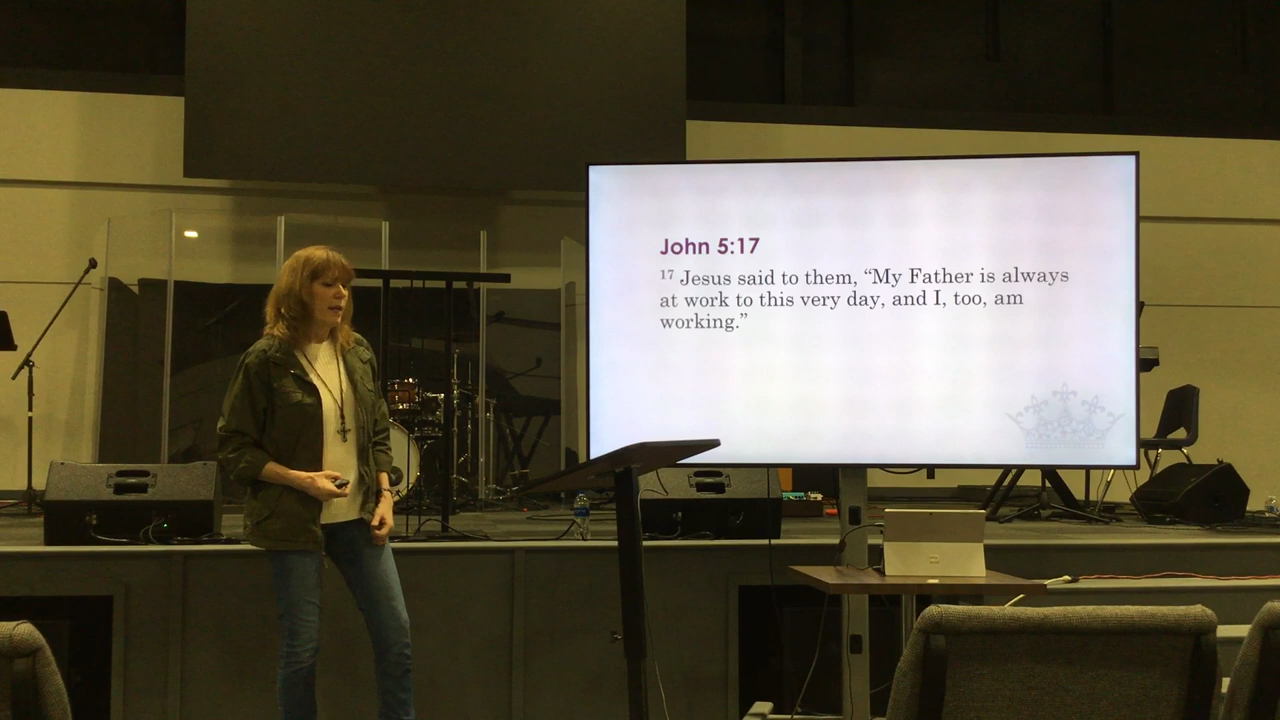 John 5:17
17 Jesus said to them, “My Father is always
at work to this very day, and I, too, am
working.”